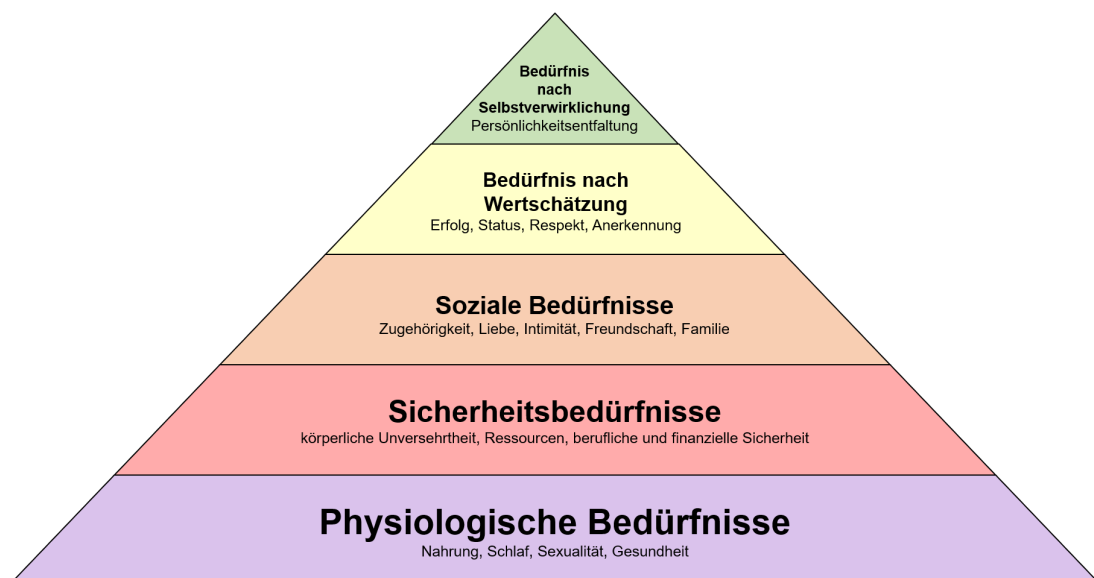 Bedürfnis
nach
Selbstverwirklichung
Persönlichkeitsentfaltung
Bedürfnis nach
Wertschätzung
Erfolg, Status, Respekt, Anerkennung
Soziale Bedürfnisse
Zugehörigkeit, Liebe, Intimität, Freundschaft, Familie
Sicherheitsbedürfnisse
körperliche Unversehrtheit, Ressourcen, berufliche und finanzielle Sicherheit
Physiologische Bedürfnisse
Nahrung, Schlaf, Sexualität, Gesundheit